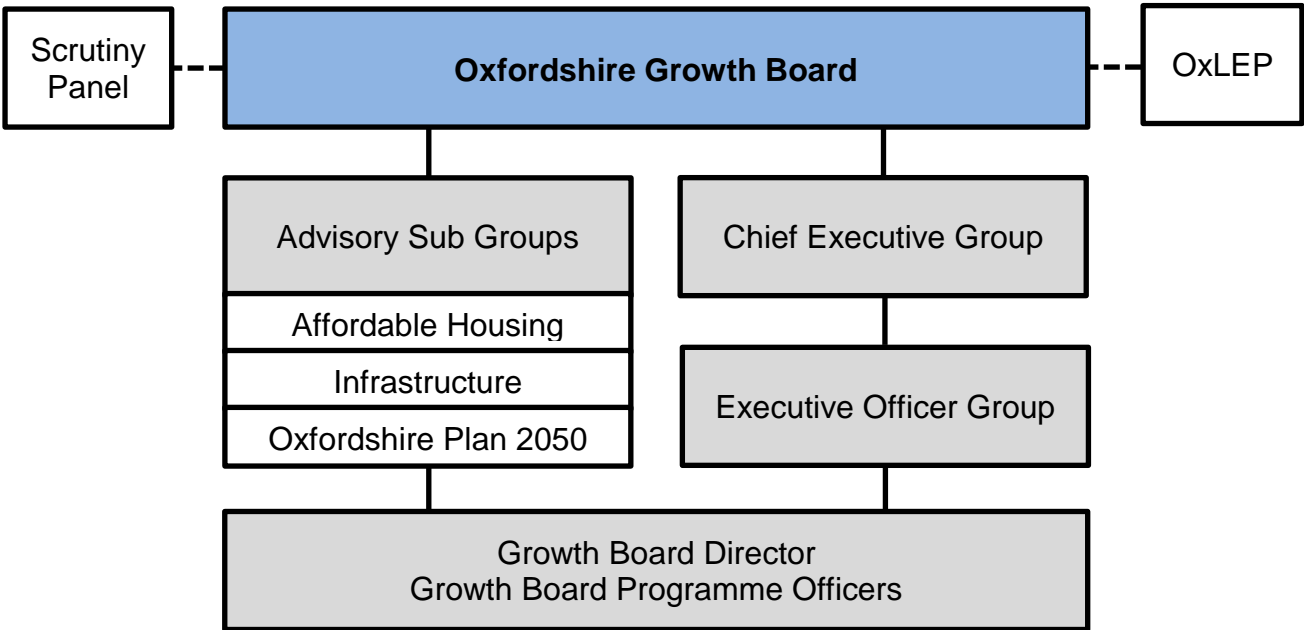 Scrutiny
Panel
Oxfordshire Growth Board
OxLEP
Advisory Sub Groups
Affordable Housing
Infrastructure
Oxfordshire Plan 2050
Chief Executive Group
Executive Officer Group
Growth Board Director
Growth Board Programme Officers